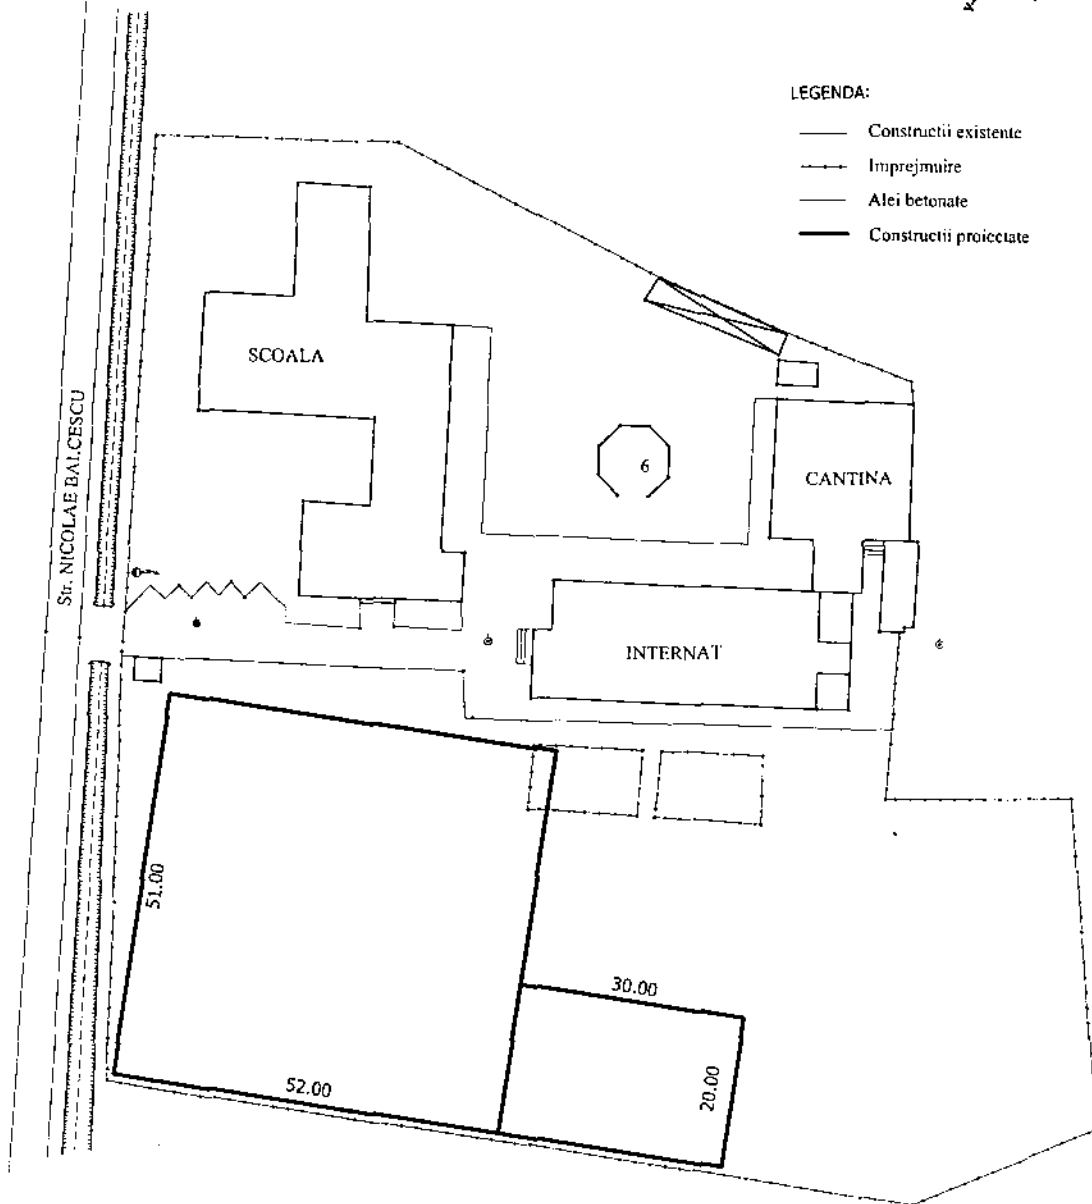 LEGENDA:
Constructii existente
Imprejmuire
Alei betonate
Constructii proiectate
SCOALA
Str. NICOLAE BALCESCU
6
CANTINA
INTERNAT
51.00
30.00
52.00
20.00